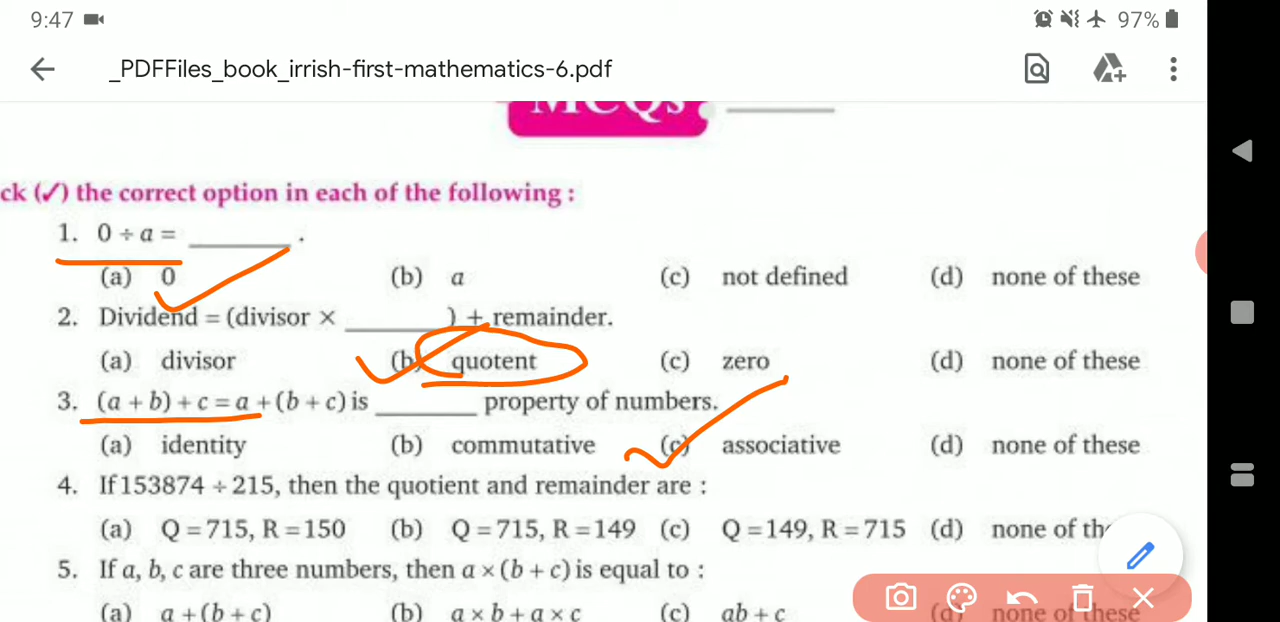 9:47 97%
_PDFFiles_book_irrish-first-mathematics-6.pdf
MCQs
ck (✓) the correct option in each of the following :
1. 0 ÷ a = ________ .
(a) 0 (b) a (c) not defined (d) none of these
2. Dividend = (divisor × ________ ) + remainder.
(a) divisor (b) quotent (c) zero (d) none of these
3. (a + b) + c = a + (b + c) is ________ property of numbers.
(a) identity (b) commutative (c) associative (d) none of these
4. If 153874 ÷ 215, then the quotient and remainder are :
(a) Q = 715, R = 150 (b) Q = 715, R = 149 (c) Q = 149, R = 715 (d) none of the
5. If a, b, c are three numbers, then a × (b + c) is equal to :
(a) a + (b + c) (b) a × b + a × c (c) ab + c (d) none of these